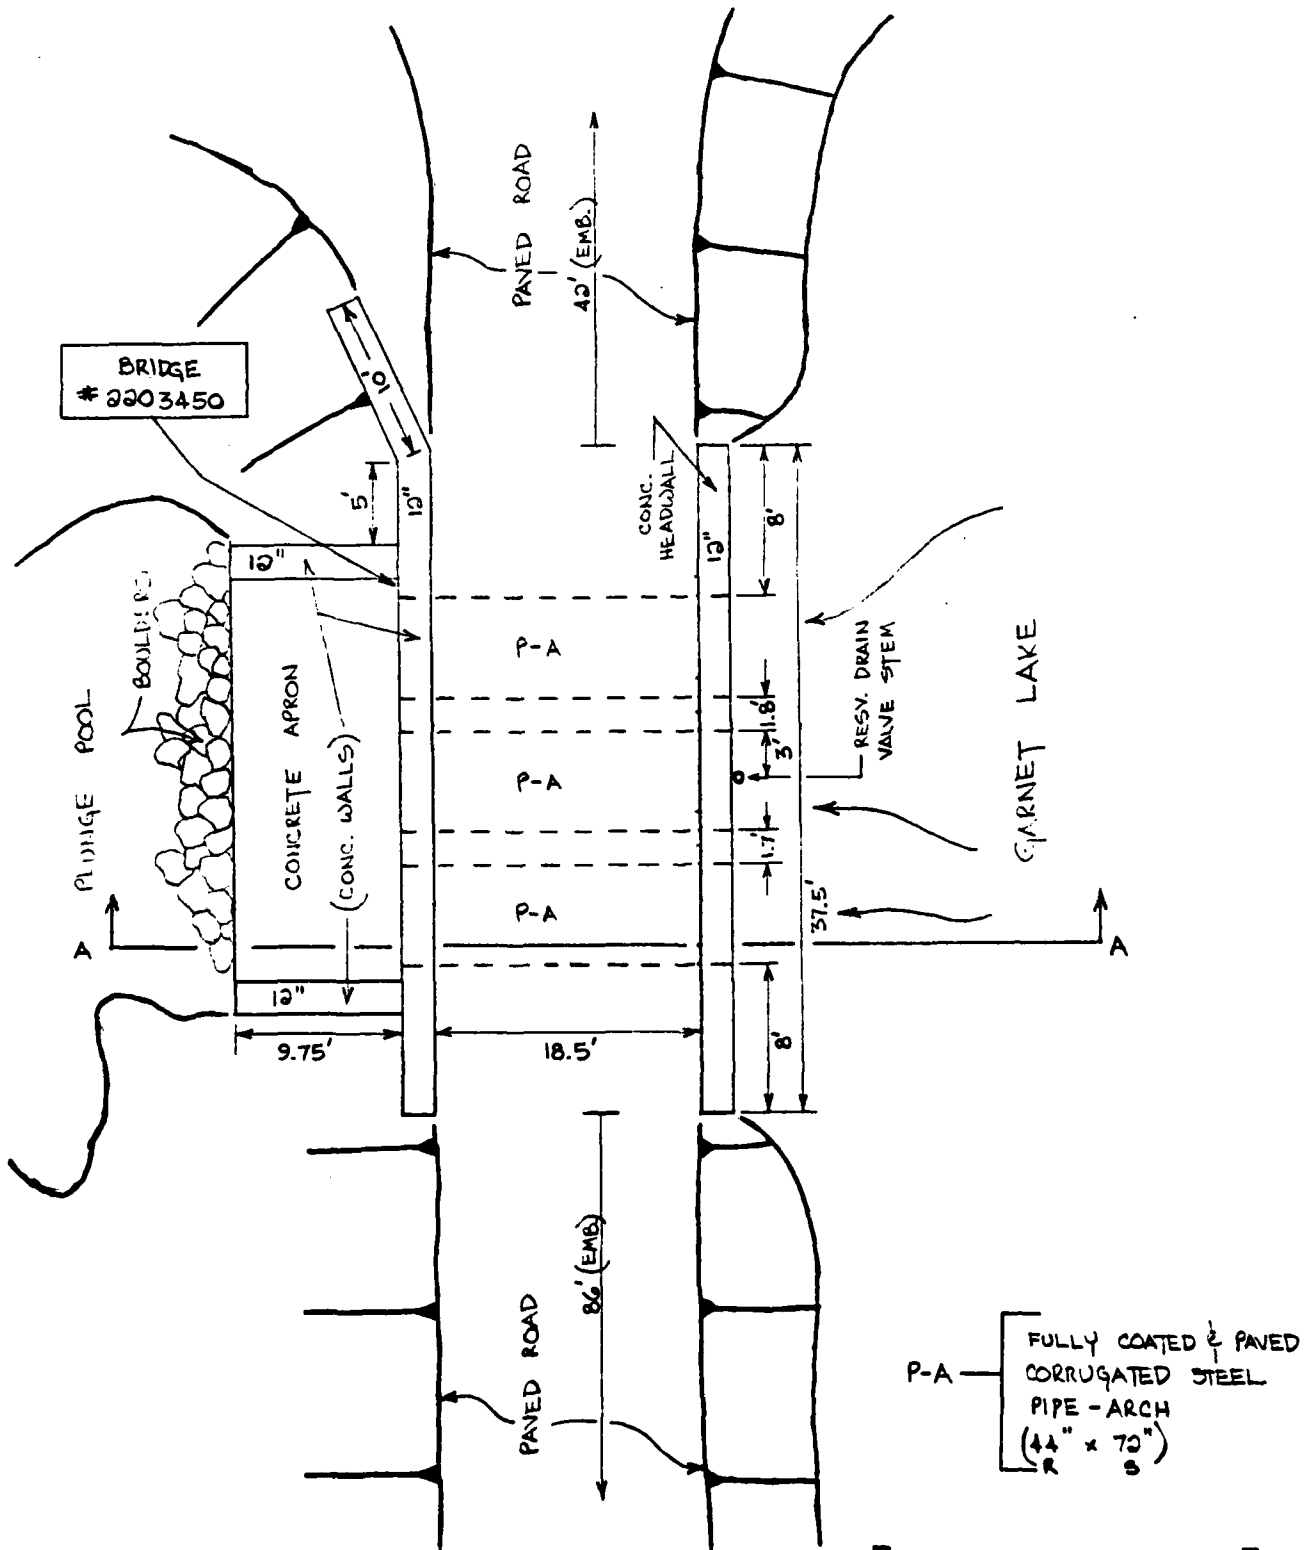 PAVED ROAD
42' (EMB.)
BRIDGE
# 2203450
10'
5'
12"
12"
CONC.
HEADWALL
12"
8'
P-A
1.8'
3'
RESV. DRAIN
VALVE STEM
GARNET LAKE
BOULDERS
PLUNGE POOL
CONCRETE APRON
(CONC. WALLS)
P-A
1.7'
P-A
37.5'
A
A
12"
9.75'
18.5'
8'
86' (EMB)
PAVED ROAD
P-A
FULLY COATED & PAVED
CORRUGATED STEEL
PIPE-ARCH
(44" x 72")
R S